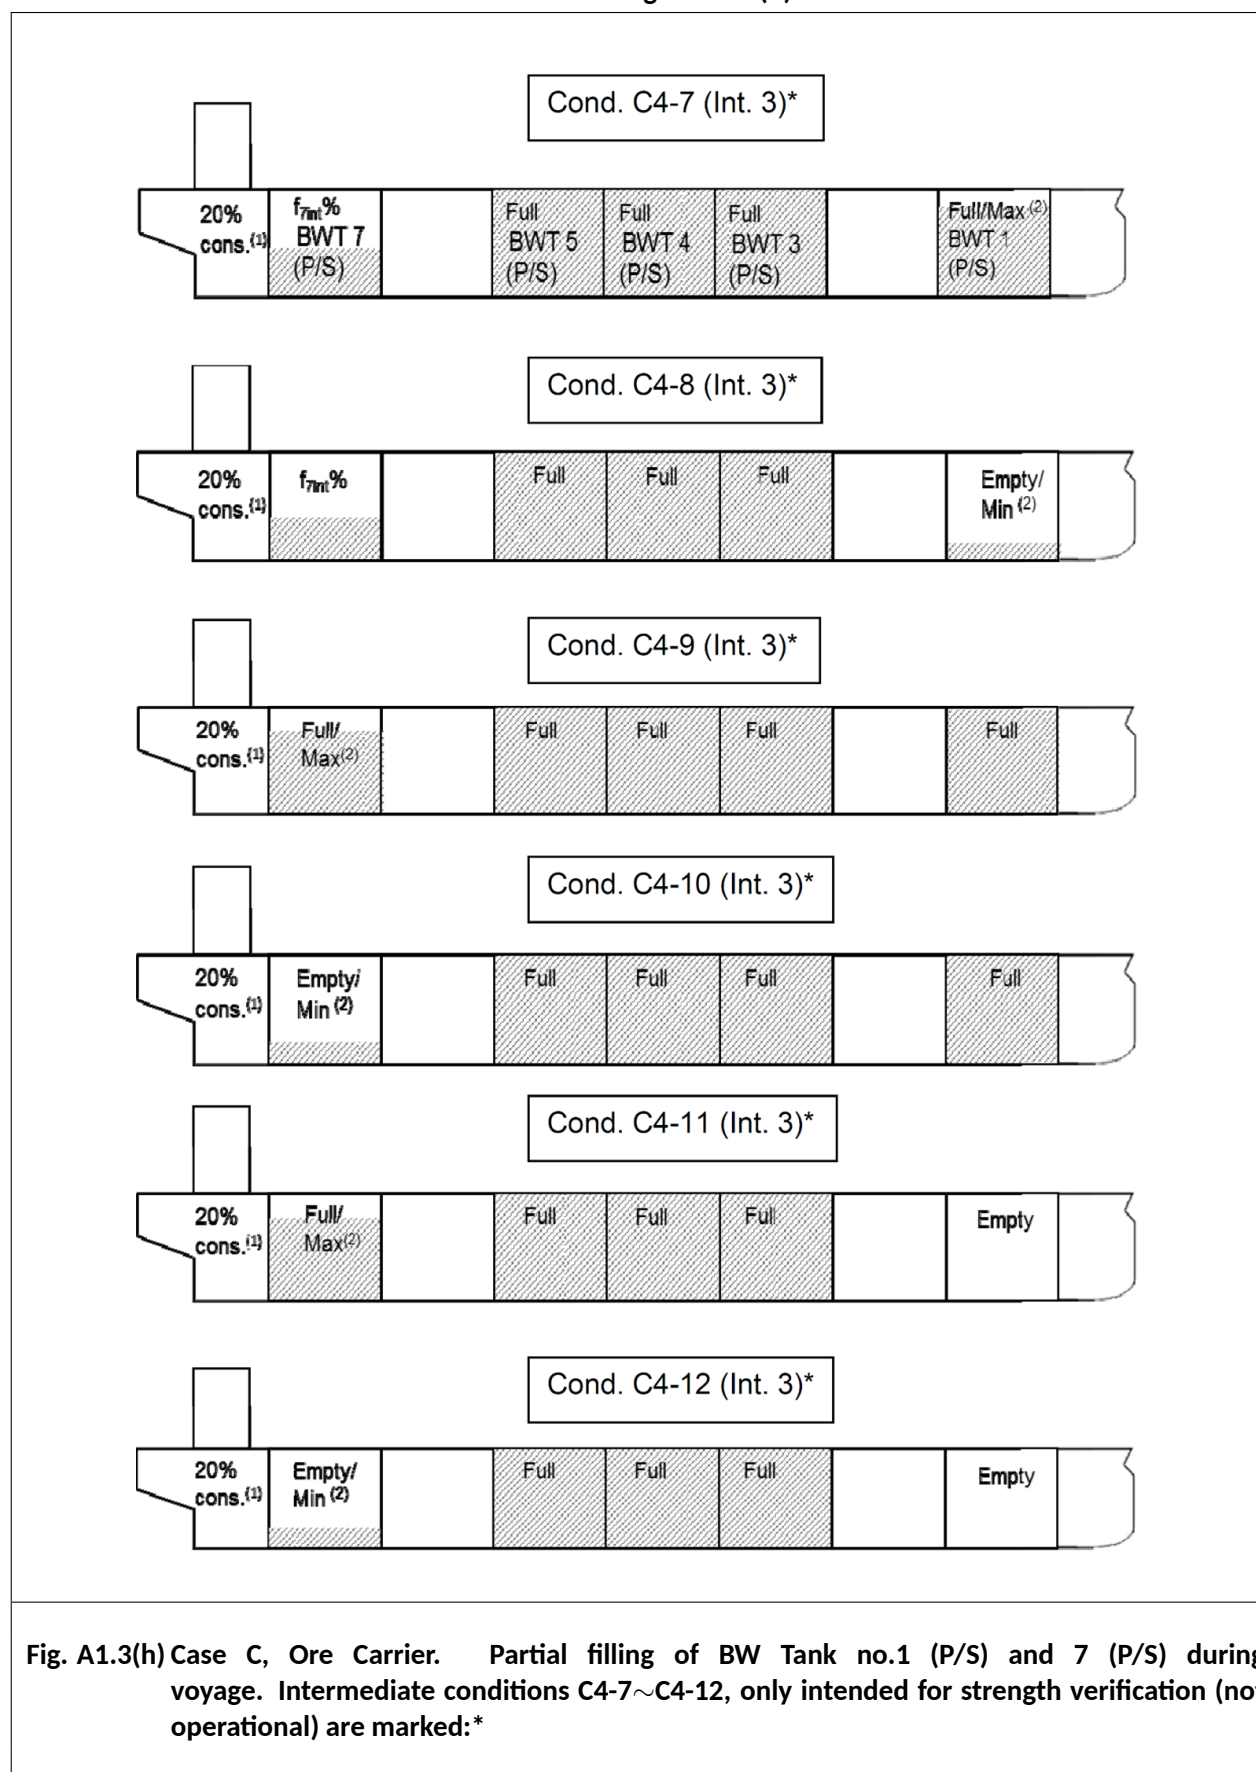 Cond. C4-7 (Int. 3)*
20%
cons.(1)
f7int%
BWT 7
(P/S)
Full
BWT 5
(P/S)
Full
BWT 4
(P/S)
Full
BWT 3
(P/S)
Full/Max (2)
BWT 1
(P/S)
Cond. C4-8 (Int. 3)*
20%
cons.(1)
f7int%
Full
Full
Full
Empty/
Min (2)
Cond. C4-9 (Int. 3)*
20%
cons.(1)
Full/
Max(2)
Full
Full
Full
Full
Cond. C4-10 (Int. 3)*
20%
cons.(1)
Empty/
Min (2)
Full
Full
Full
Full
Cond. C4-11 (Int. 3)*
20%
cons.(1)
Full/
Max(2)
Full
Full
Full
Empty
Cond. C4-12 (Int. 3)*
20%
cons.(1)
Empty/
Min (2)
Full
Full
Full
Empty
Fig. A1.3(h) Case C, Ore Carrier. Partial filling of BW Tank no.1 (P/S) and 7 (P/S) during
voyage. Intermediate conditions C4-7~C4-12, only intended for strength verification (not
operational) are marked:*